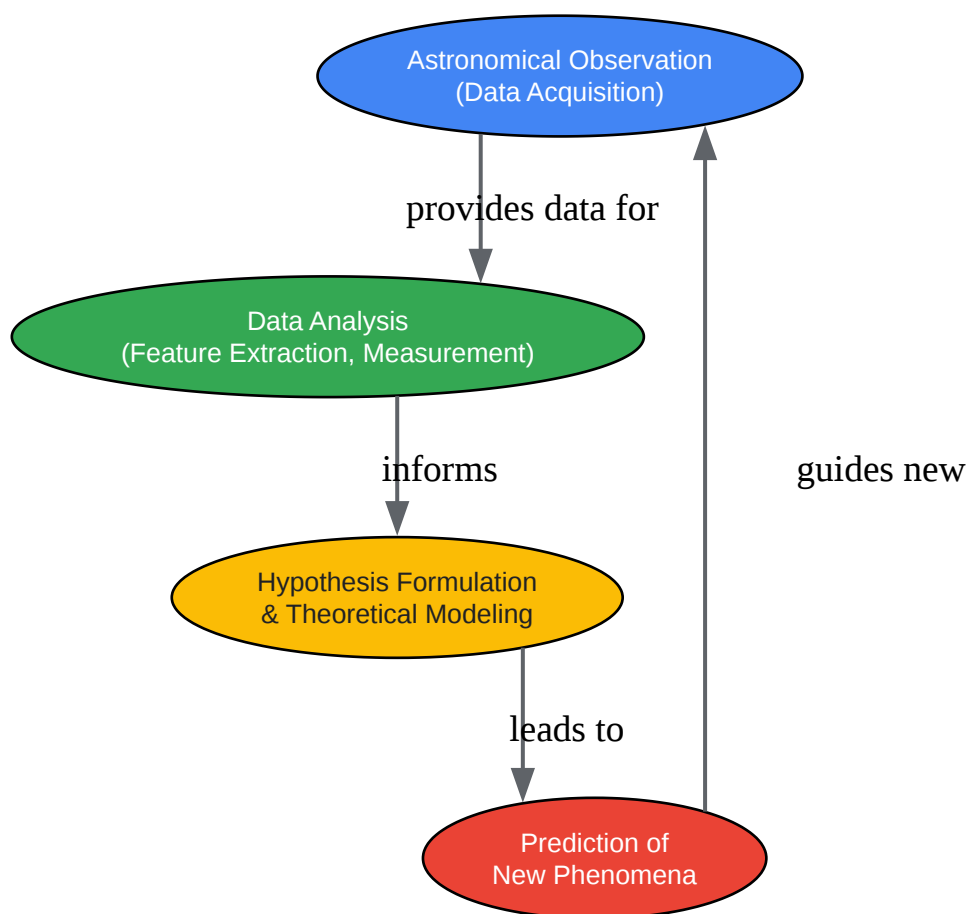 Astronomical Observation
(Data Acquisition)
provides data for
Data Analysis
(Feature Extraction, Measurement)
informs
guides new
Hypothesis Formulation
& Theoretical Modeling
leads to
Prediction of
New Phenomena